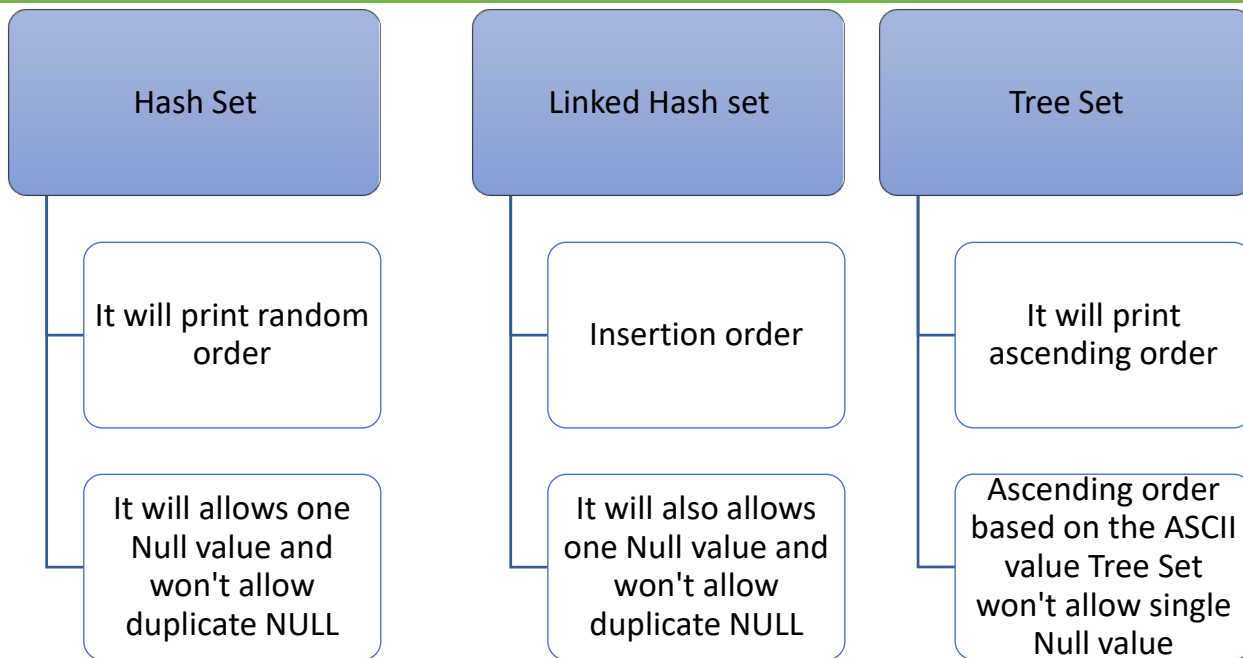 Hash Set
It will print random
order
It will allows one
Null value and
won't allow
duplicate NULL
Linked Hash set
Insertion order
It will also allows
one Null value and
won't allow
duplicate NULL
Tree Set
It will print
ascending order
Ascending order
based on the ASCII
value Tree Set
won't allow single
Null value